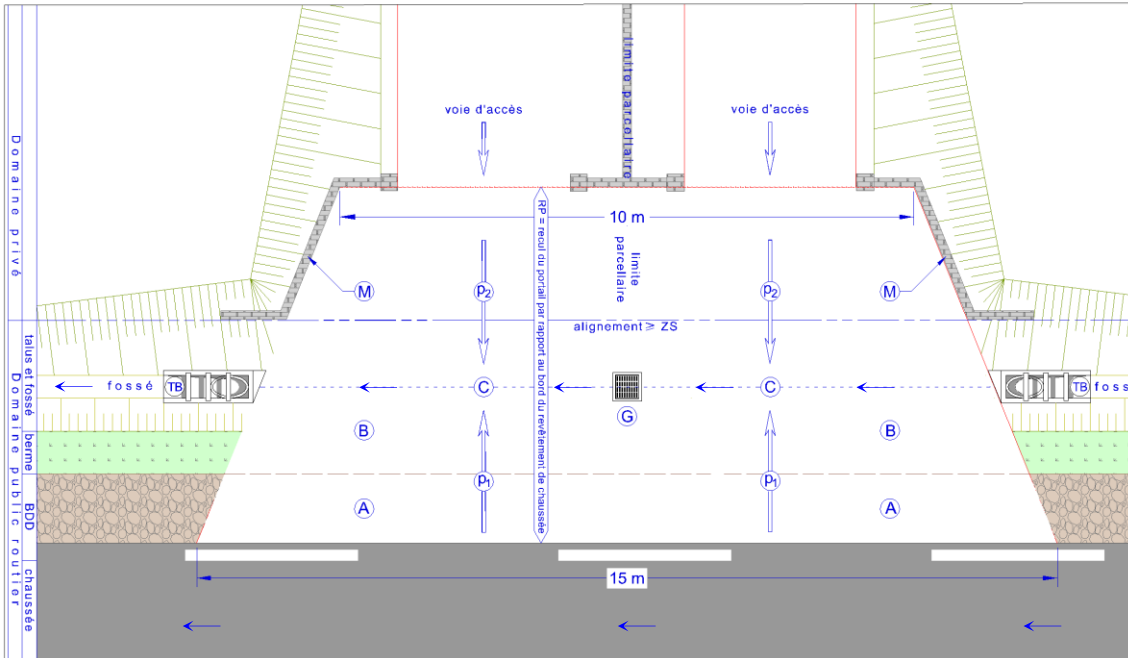 Domaine privé
Domaine public routier
talus et fossé
berme
BDD
chaussée
limite parcellaire
voie d'accès
voie d'accès
10 m
RP = recul du portail par rapport au bord du revêtement de chaussée
limite
parcellaire
M
p2
p2
M
alignement ≥ ZS
fossé
TB
C
G
C
TB
foss
B
B
p1
p1
A
A
15 m